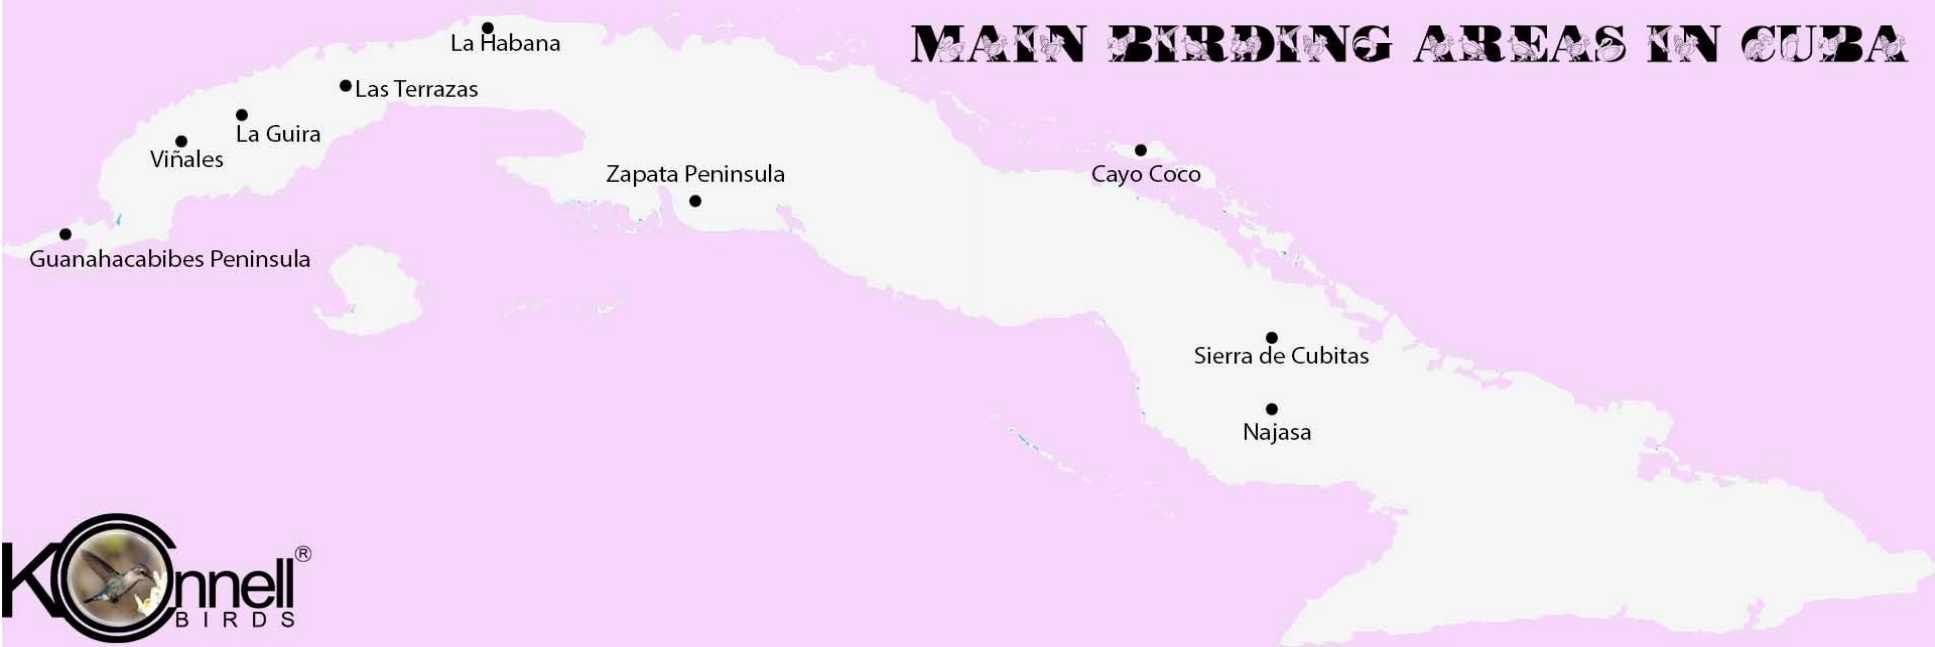 MAIN BIRDING AREAS IN CUBA
La Habana
Las Terrazas
La Guira
Viñales
Zapata Peninsula
Cayo Coco
Guanahacabibes Peninsula
Sierra de Cubitas
Najasa
KOnnell®
BIRDS